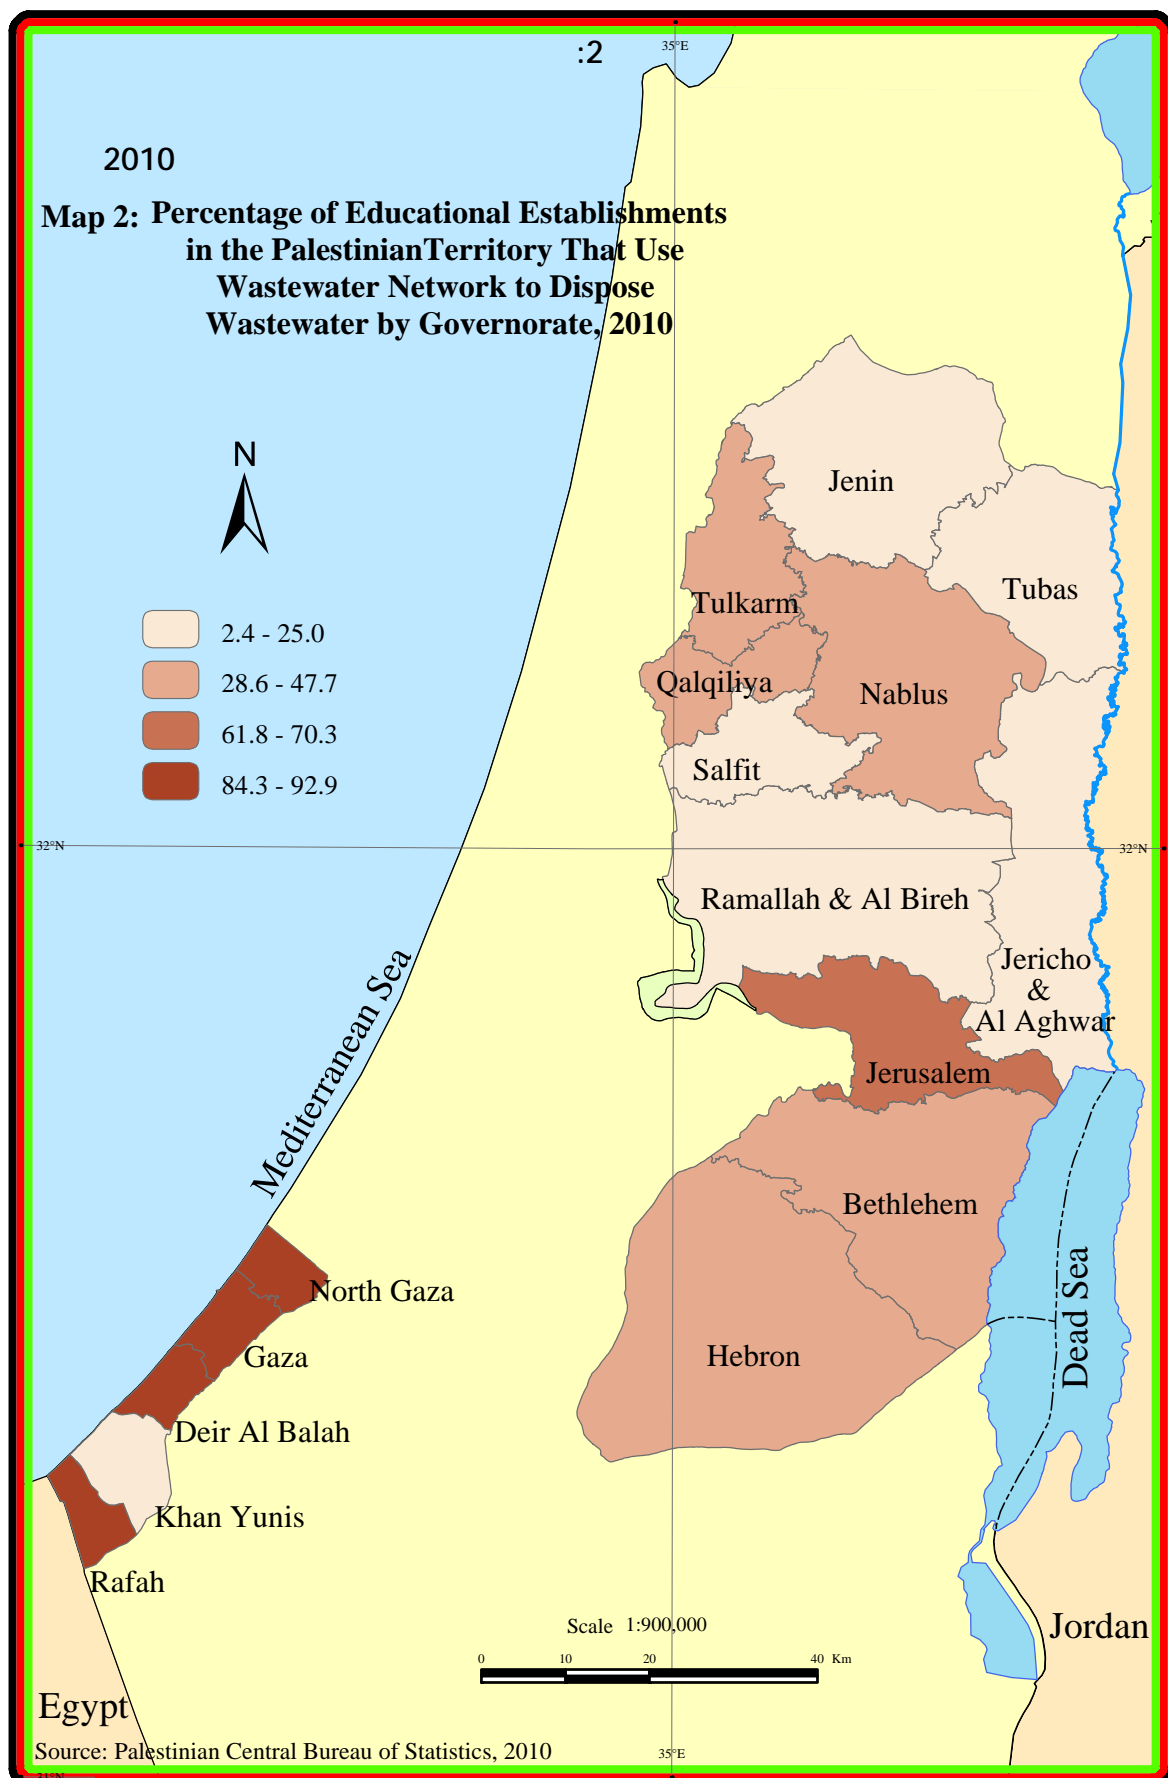 :2
35°E
2010
Map 2: Percentage of Educational Establishments
in the PalestinianTerritory That Use
Wastewater Network to Dispose
Wastewater by Governorate, 2010
N
2.4 - 25.0
28.6 - 47.7
61.8 - 70.3
84.3 - 92.9
Jenin
Tubas
Tulkarm
Qalqiliya
Nablus
Salfit
32°N
32°N
Ramallah & Al Bireh
Jericho
&
Al Aghwar
Mediterranean Sea
Jerusalem
Bethlehem
Dead Sea
North Gaza
Gaza
Hebron
Deir Al Balah
Khan Yunis
Rafah
Scale 1:900,000
0 10 20 40 Km
Jordan
Egypt
Source: Palestinian Central Bureau of Statistics, 2010
35°E
31°N